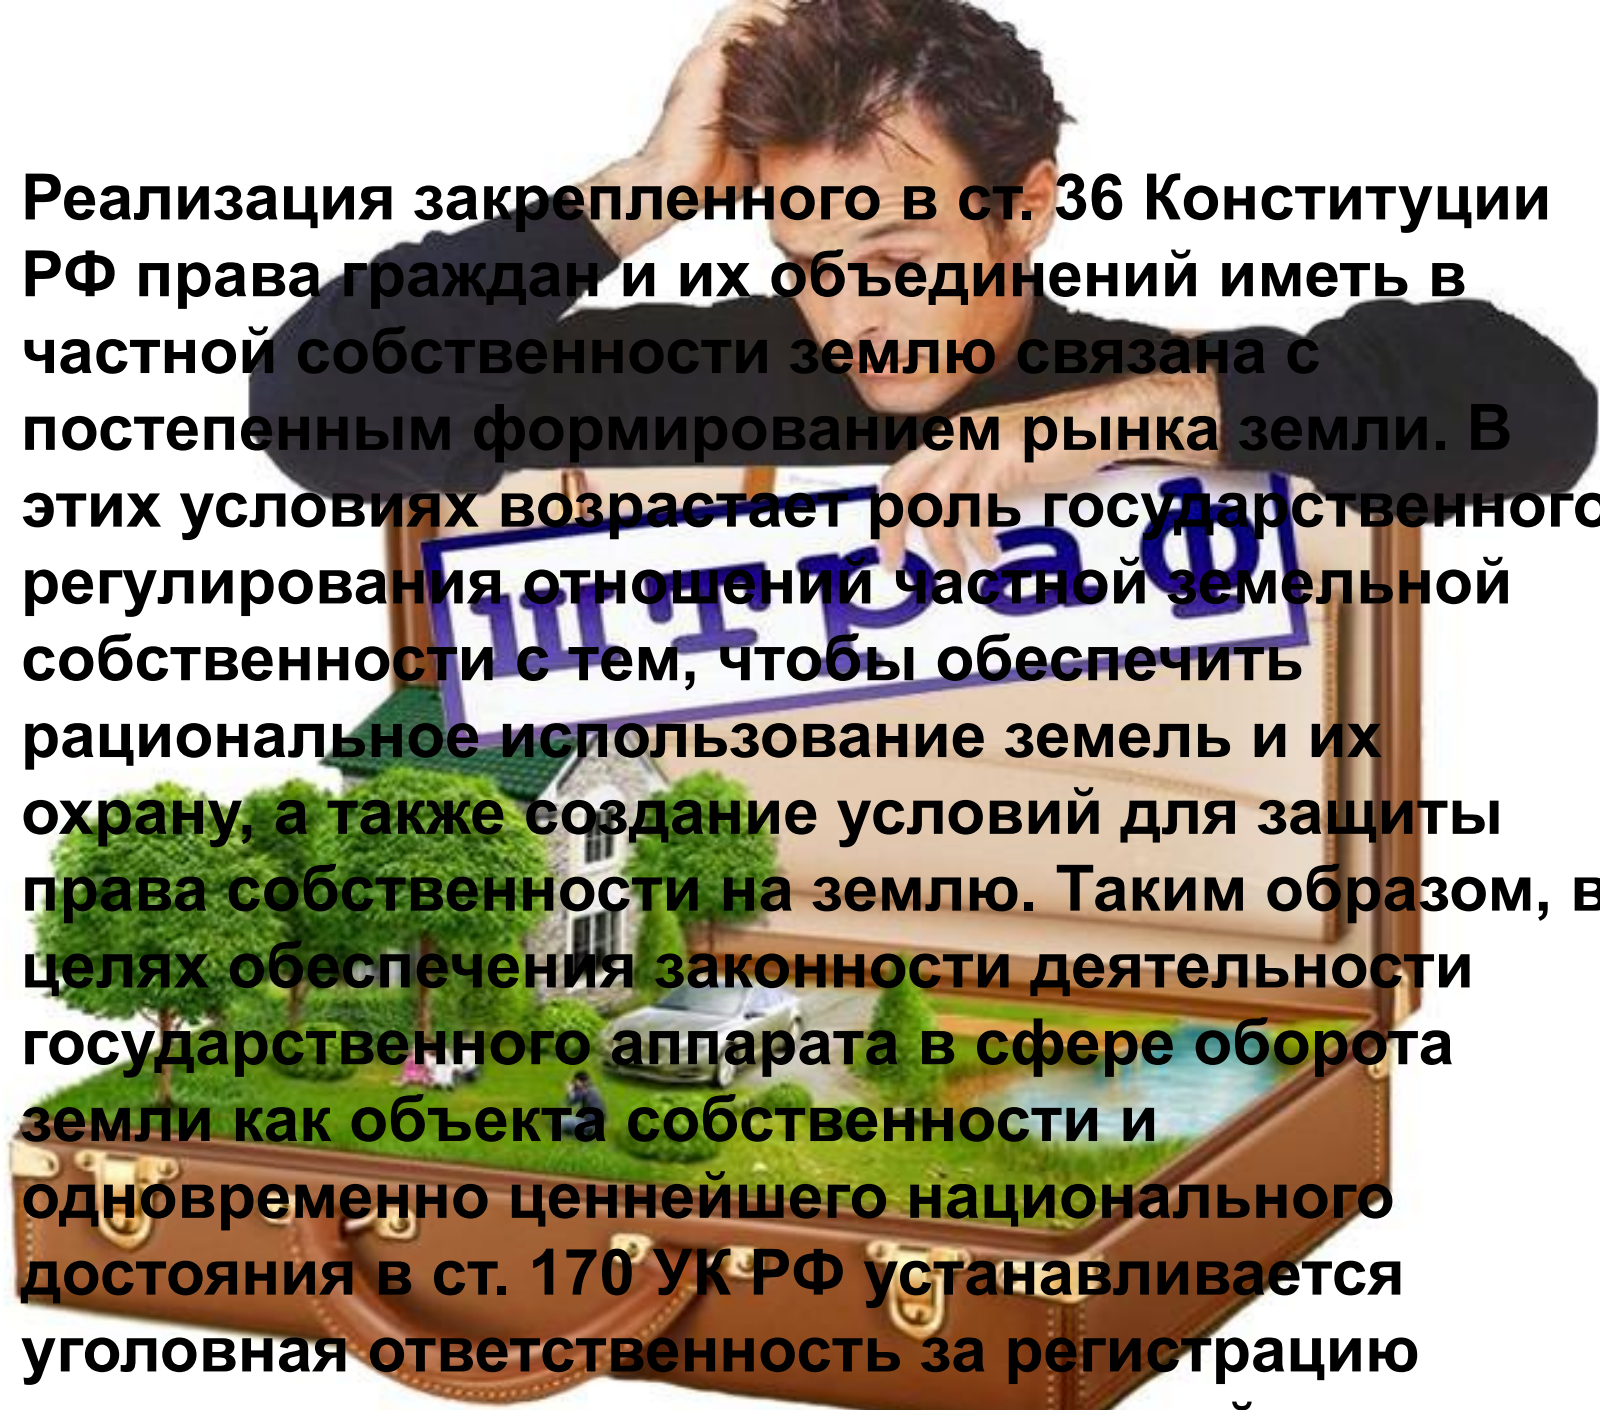 Реализация закрепленного в ст. 36 Конституции
РФ права граждан и их объединений иметь в
частной собственности землю связана с
постепенным формированием рынка земли. В
этих условиях возрастает роль государственного
регулирования отношений частной земельной
собственности с тем, чтобы обеспечить
рациональное использование земель и их
охрану, а также создание условий для защиты
права собственности на землю. Таким образом, в
целях обеспечения законности деятельности
государственного аппарата в сфере оборота
земли как объекта собственности и
одновременно ценнейшего национального
достояния в ст. 170 УК РФ устанавливается
уголовная ответственность за регистрацию
штраф